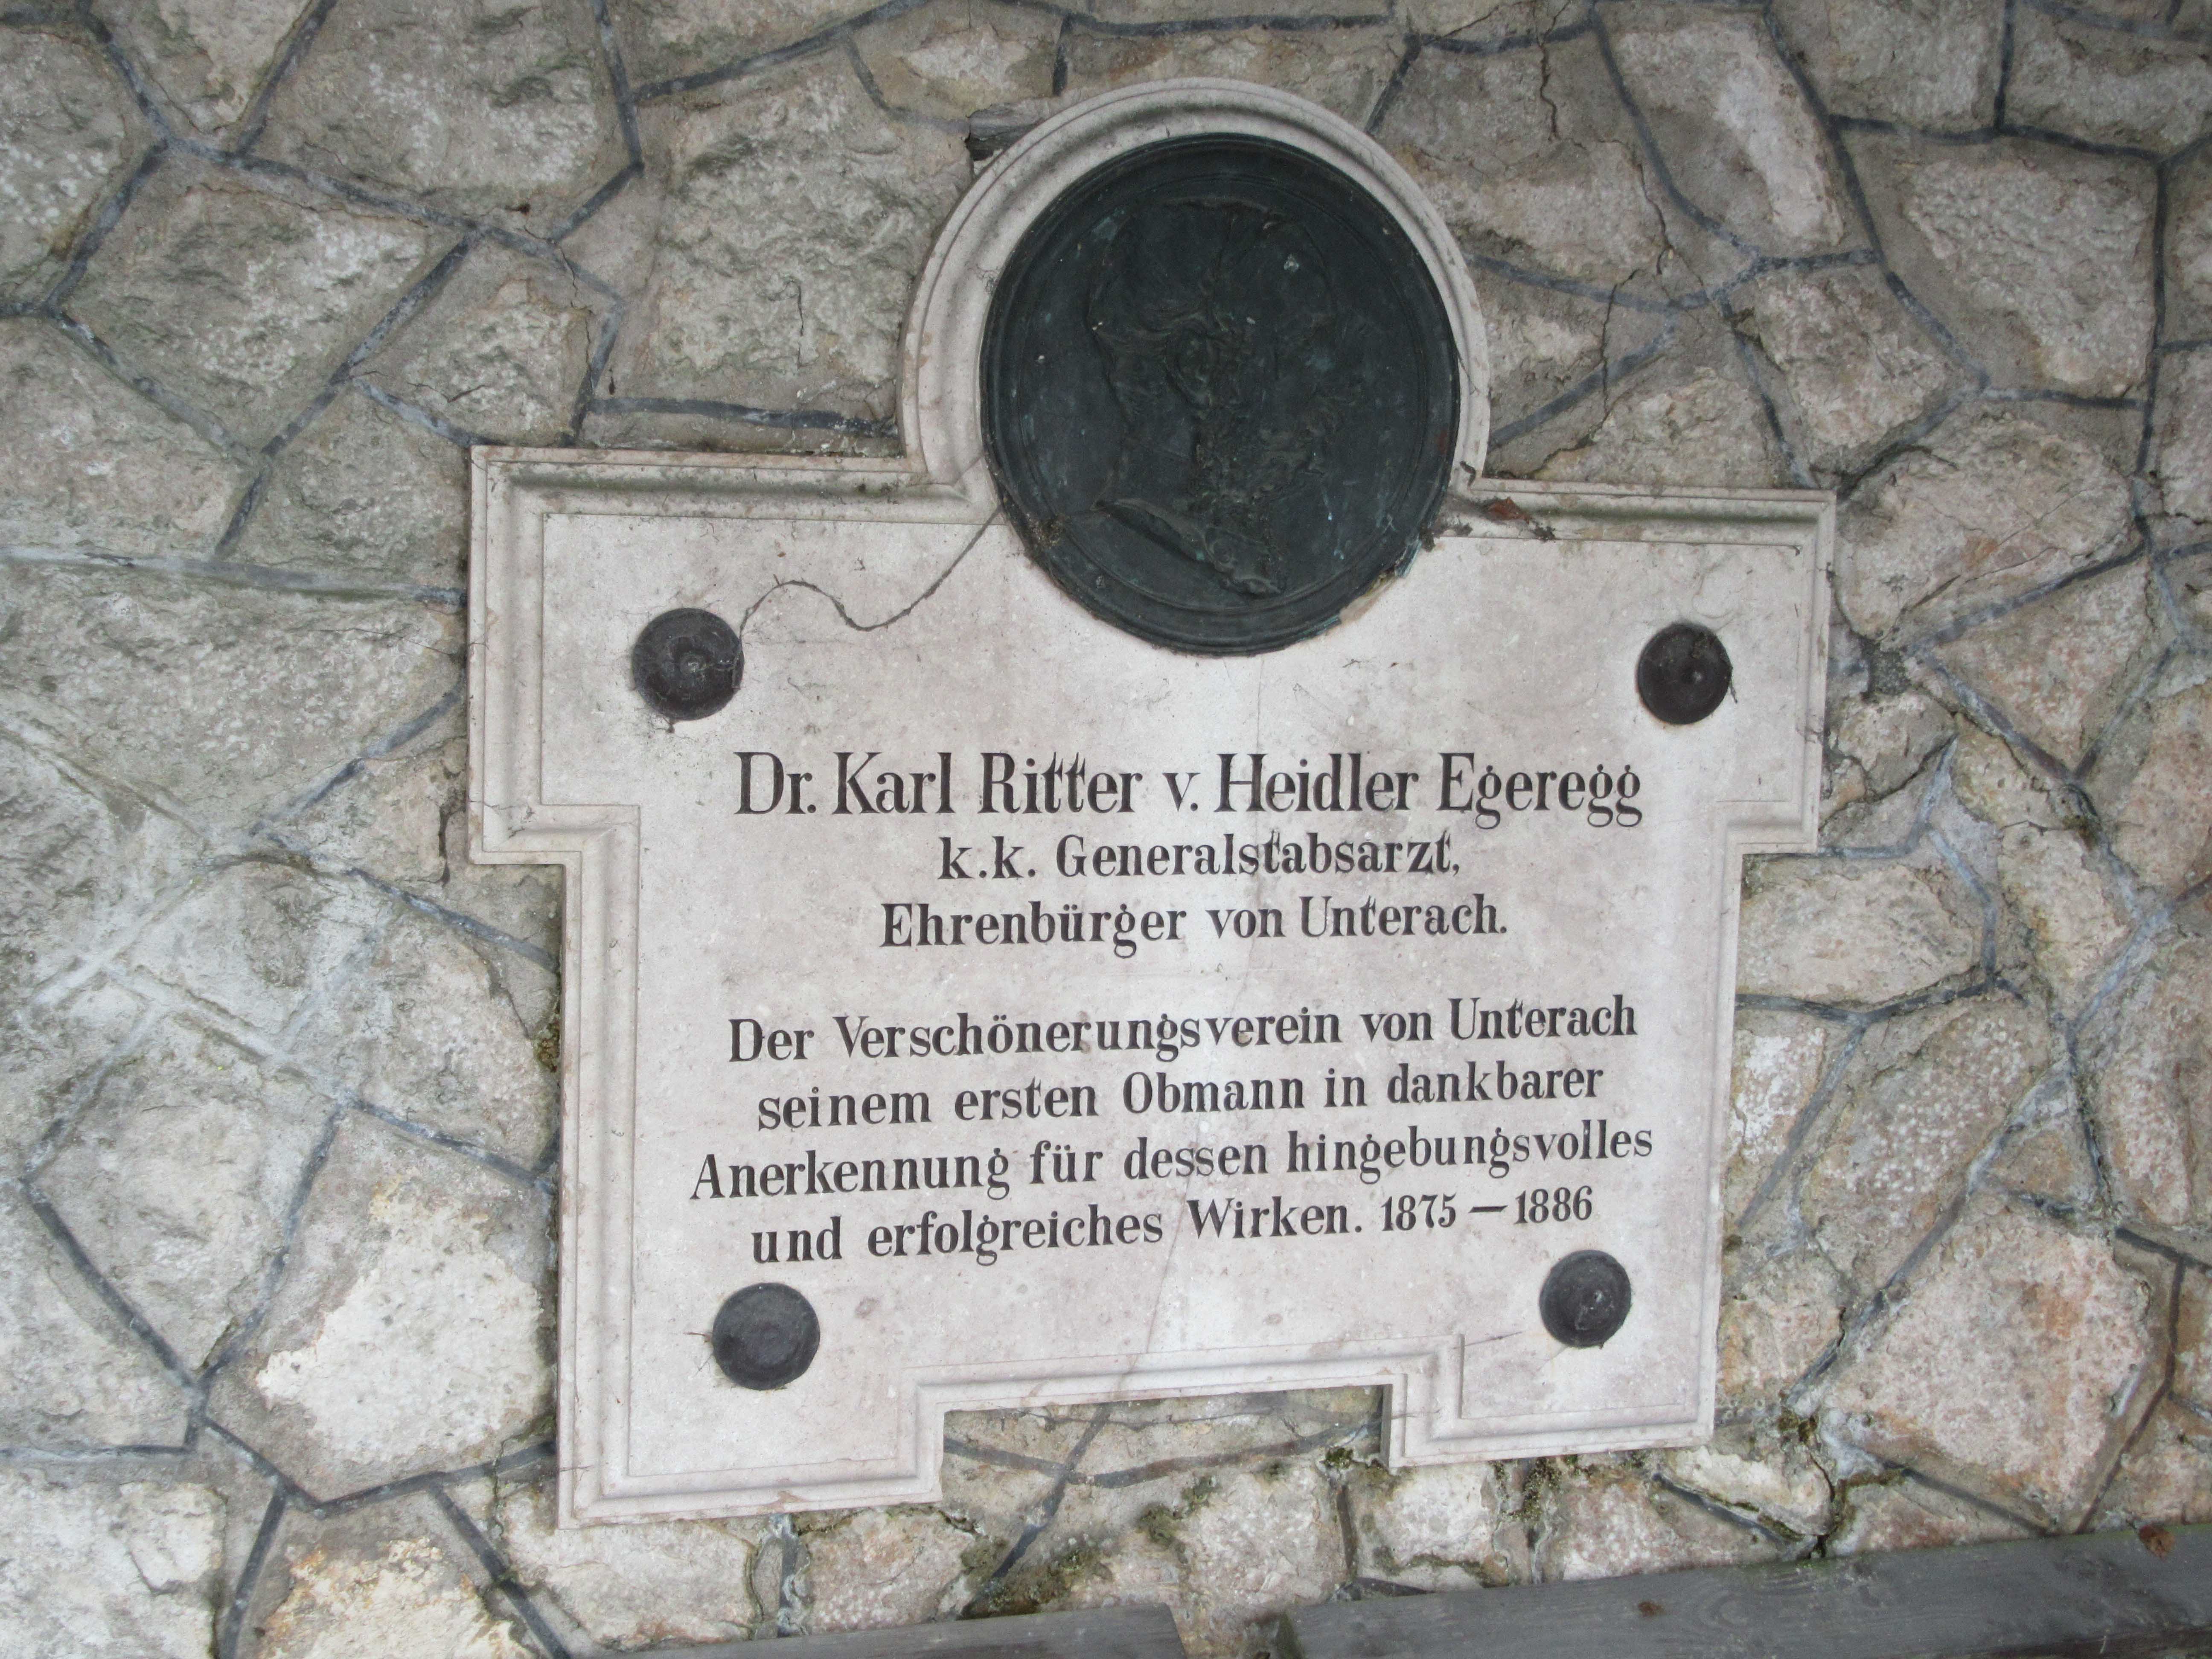 Dr. Karl Ritter v. Heidler Egeregg
k.k. Generalstabsarzt,
Ehrenbürger von Unterach.
Der Verschönerungsverein von Unterach
seinem ersten Obmann in dankbarer
Anerkennung für dessen hingebungsvolles
und erfolgreiches Wirken. 1875 — 1886